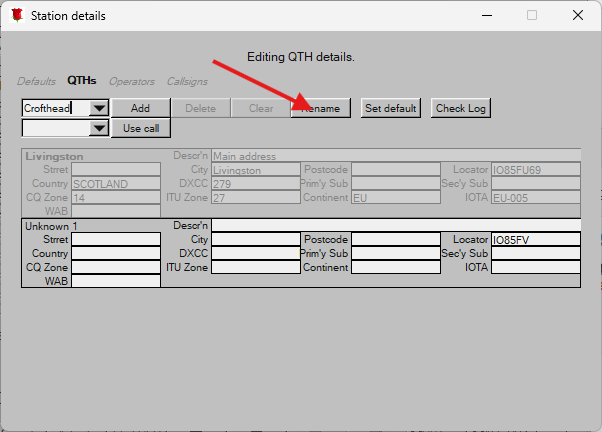 Station details
Editing QTH details.
Defaults QTHs Operators Callsigns
Crofthead Add Delete Clear Rename Set default Check Log
Use call
Livingston Descr'n Main address
Strret City Livingston Postcode Locator IO85FU69
Country SCOTLAND DXCC 279 Prim'y Sub Sec'y Sub
CQ Zone 14 ITU Zone 27 Continent EU IOTA EU-005
WAB
Unknown 1 Descr'n
Strret City Postcode Locator IO85FV
Country DXCC Prim'y Sub Sec'y Sub
CQ Zone ITU Zone Continent IOTA
WAB